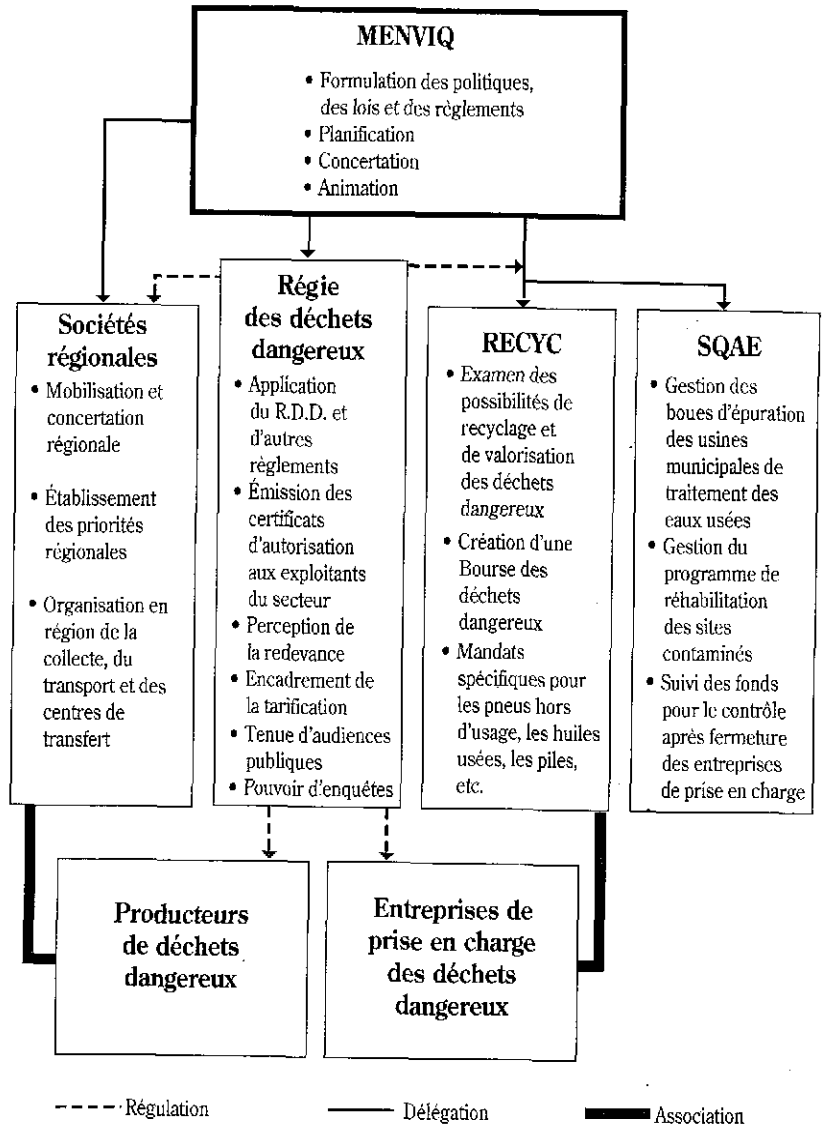 MENVIQ
• Formulation des politiques,
des lois et des règlements
• Planification
• Concertation
• Animation
Sociétés
régionales
• Mobilisation et
concertation
régionale
• Établissement
des priorités
régionales
• Organisation en
région de la
collecte, du
transport et des
centres de
transfert
Régie
des déchets
dangereux
• Application
du R.D.D. et
d'autres
règlements
• Émission des
certificats
d'autorisation
aux exploitants
du secteur
• Perception de
la redevance
• Encadrement de
la tarification
• Tenue d'audiences
publiques
• Pouvoir d'enquêtes
RECYC
• Examen des
possibilités de
recyclage et
de valorisation
des déchets
dangereux
• Création d'une
Bourse des
déchets
dangereux
• Mandats
spécifiques pour
les pneus hors
d'usage, les huiles
usées, les piles,
etc.
SQAE
• Gestion des
boues d'épuration
des usines
municipales de
traitement des
eaux usées
• Gestion du
programme de
réhabilitation
des sites
contaminés
• Suivi des fonds
pour le contrôle
après fermeture
des entreprises
de prise en charge
Producteurs
de déchets
dangereux
Entreprises de
prise en charge
des déchets
dangereux
Régulation
Délégation
Association